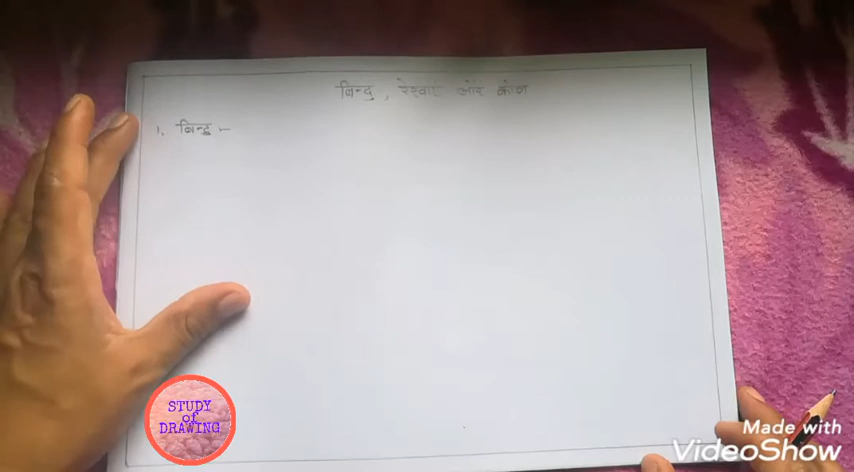 बिन्दु, रेखाएं और कोण
1. बिन्दु :-
STUDY
of
DRAWING
Made with
VideoShow